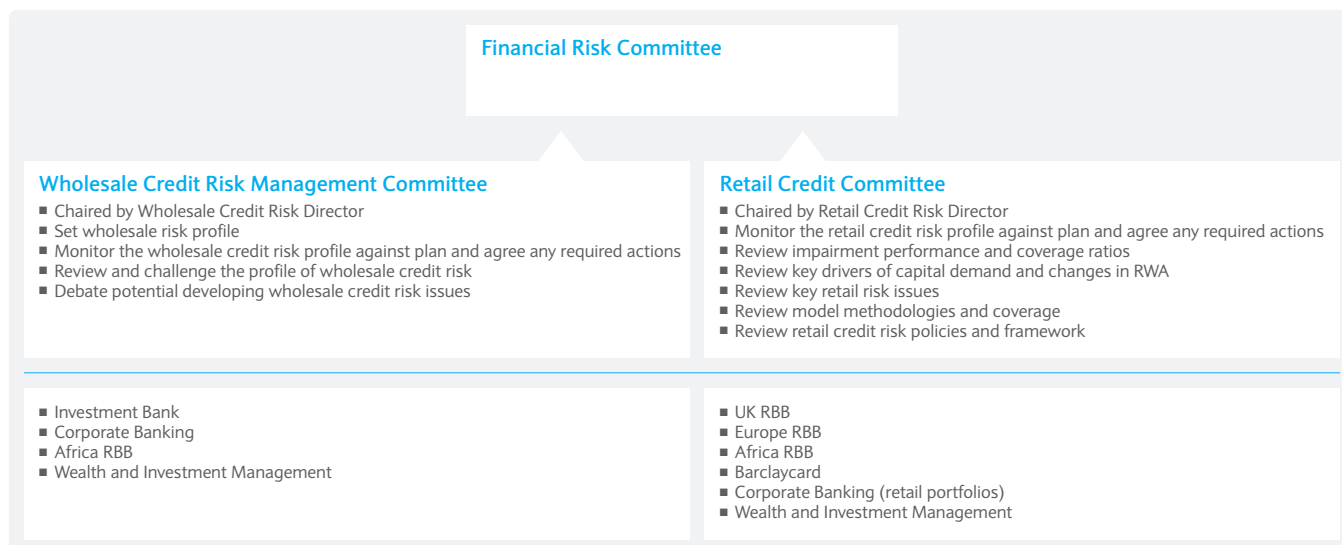 Financial Risk Committee
Wholesale Credit Risk Management Committee
■ Chaired by Wholesale Credit Risk Director
■ Set wholesale risk profile
■ Monitor the wholesale credit risk profile against plan and agree any required actions
■ Review and challenge the profile of wholesale credit risk
■ Debate potential developing wholesale credit risk issues
Retail Credit Committee
■ Chaired by Retail Credit Risk Director
■ Monitor the retail credit risk profile against plan and agree any required actions
■ Review impairment performance and coverage ratios
■ Review key drivers of capital demand and changes in RWA
■ Review key retail risk issues
■ Review model methodologies and coverage
■ Review retail credit risk policies and framework
■ Investment Bank
■ Corporate Banking
■ Africa RBB
■ Wealth and Investment Management
■ UK RBB
■ Europe RBB
■ Africa RBB
■ Barclaycard
■ Corporate Banking (retail portfolios)
■ Wealth and Investment Management